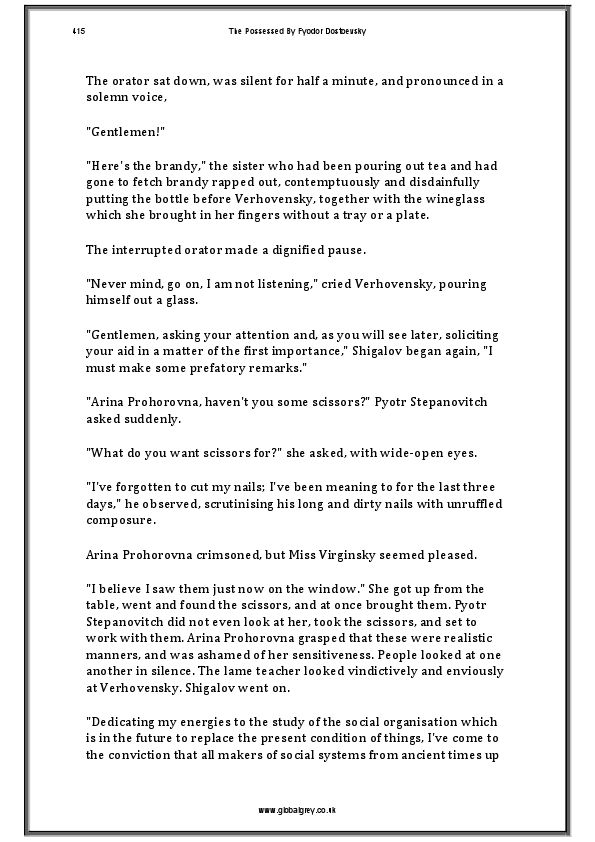 415 The Possessed By Fyodor Dostoevsky
The orator sat down, was silent for half a minute, and pronounced in a
solemn voice,
"Gentlemen!"
"Here's the brandy," the sister who had been pouring out tea and had
gone to fetch brandy rapped out, contemptuously and disdainfully
putting the bottle before Verhovensky, together with the wineglass
which she brought in her fingers without a tray or a plate.
The interrupted orator made a dignified pause.
"Never mind, go on, I am not listening," cried Verhovensky, pouring
himself out a glass.
"Gentlemen, asking your attention and, as you will see later, soliciting
your aid in a matter of the first importance," Shigalov began again, "I
must make some prefatory remarks."
"Arina Prohorovna, haven't you some scissors?" Pyotr Stepanovitch
asked suddenly.
"What do you want scissors for?" she asked, with wide-open eyes.
"I've forgotten to cut my nails; I've been meaning to for the last three
days," he observed, scrutinising his long and dirty nails with unruffled
composure.
Arina Prohorovna crimsoned, but Miss Virginsky seemed pleased.
"I believe I saw them just now on the window." She got up from the
table, went and found the scissors, and at once brought them. Pyotr
Stepanovitch did not even look at her, took the scissors, and set to
work with them. Arina Prohorovna grasped that these were realistic
manners, and was ashamed of her sensitiveness. People looked at one
another in silence. The lame teacher looked vindictively and enviously
at Verhovensky. Shigalov went on.
"Dedicating my energies to the study of the social organisation which
is in the future to replace the present condition of things, I've come to
the conviction that all makers of social systems from ancient times up
www.globalgrey.co.uk